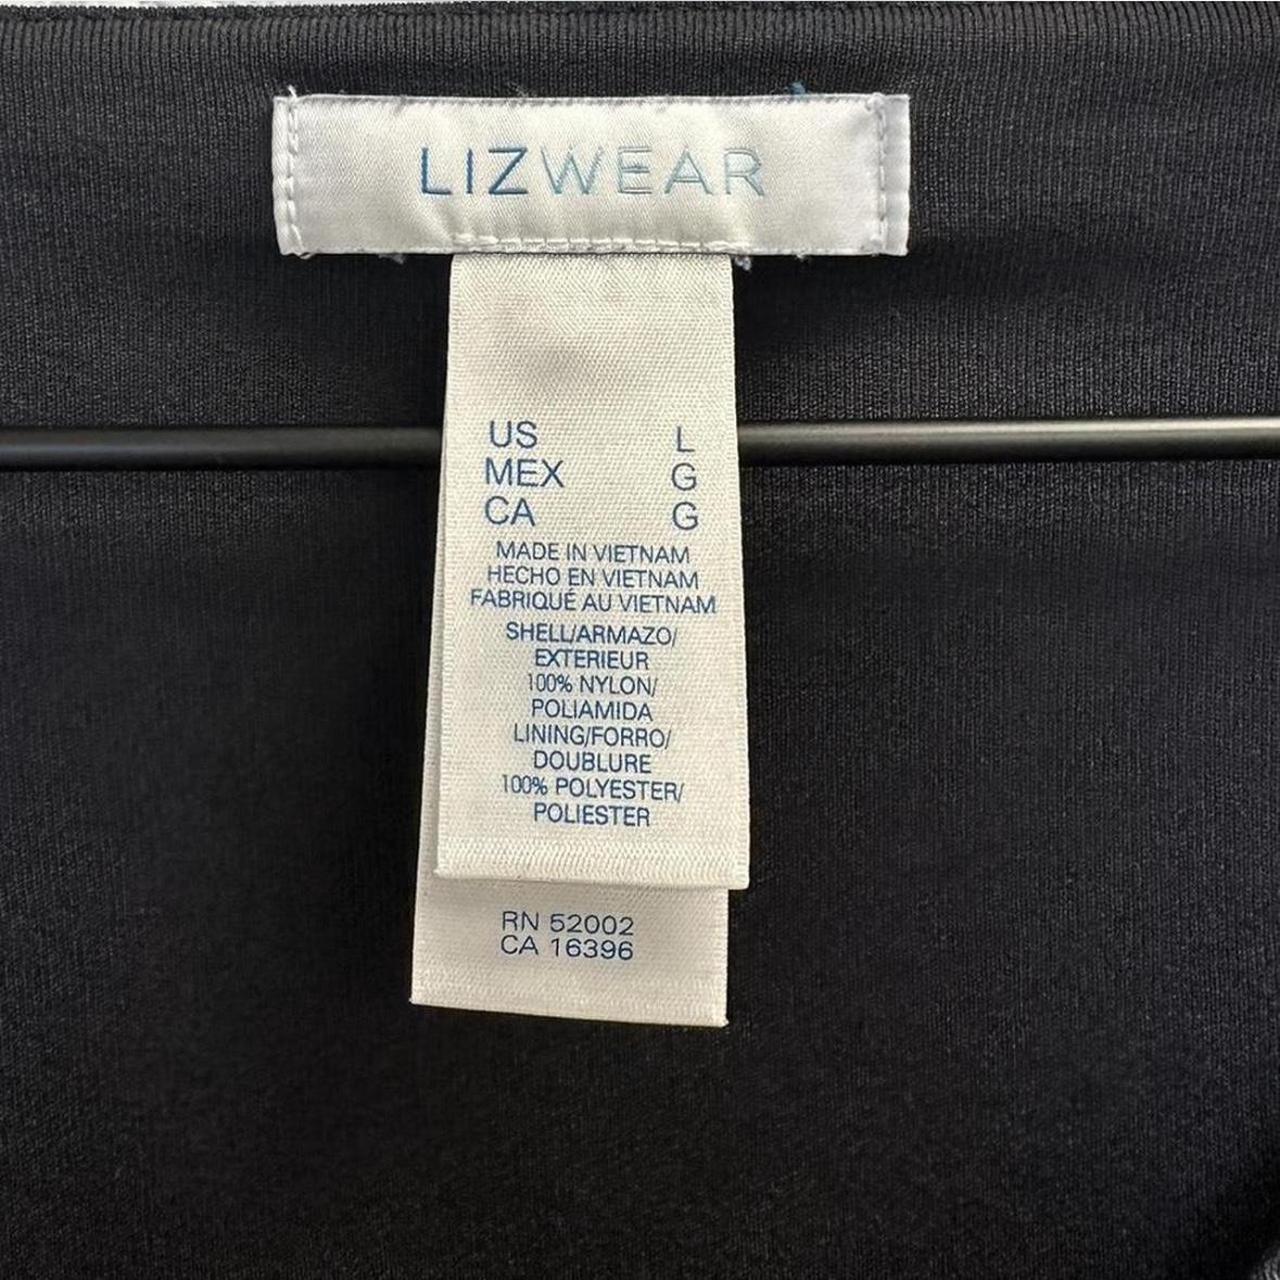 LIZWEAR
US L
MEX G
CA G
MADE IN VIETNAM
HECHO EN VIETNAM
FABRIQUÉ AU VIETNAM
SHELL/ARMAZO/
EXTERIEUR
100% NYLON/
POLIAMIDA
LINING/FORRO/
DOUBLURE
100% POLYESTER/
POLIESTER
RN 52002
CA 16396